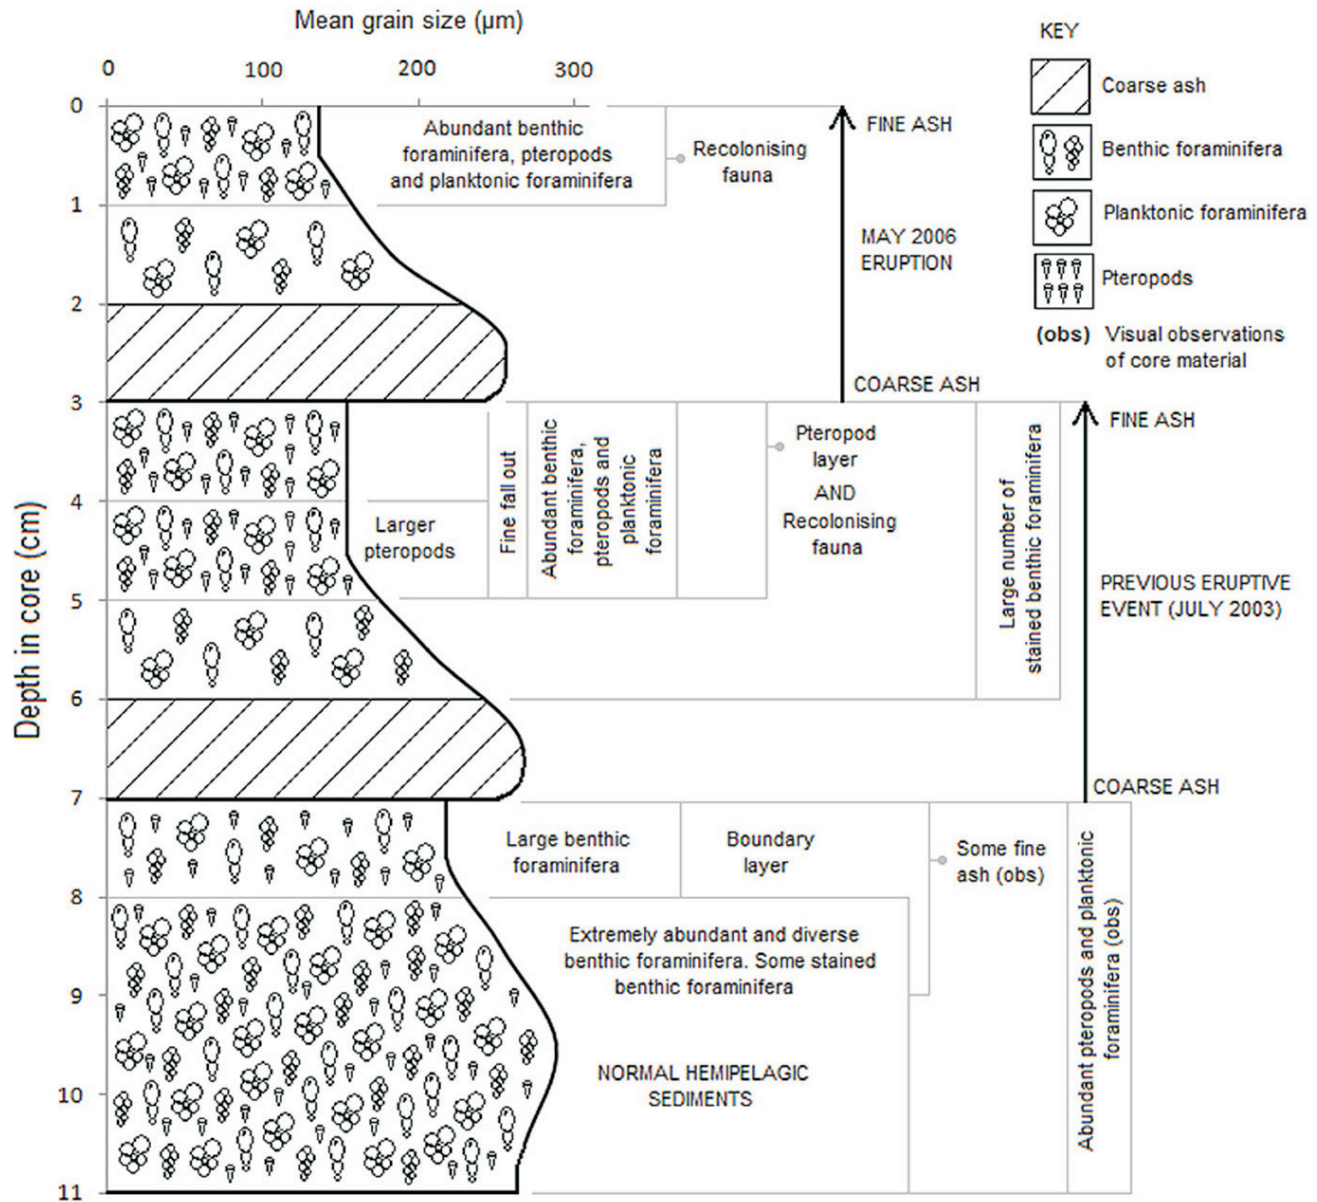 Mean grain size (µm)
0 100 200 300
0
1
2
3
4
5
6
7
8
9
10
11
Depth in core (cm)
Abundant benthic
foraminifera, pteropods
and planktonic foraminifera
Recolonising
fauna
FINE ASH
MAY 2006
ERUPTION
COARSE ASH
KEY
Coarse ash
Benthic foraminifera
Planktonic foraminifera
Pteropods
(obs) Visual observations
of core material
Larger
pteropods
Fine fall out
Abundant benthic
foraminifera,
pteropods and
planktonic
foraminifera
Pteropod
layer
AND
Recolonising
fauna
Large number of
stained benthic foraminifera
FINE ASH
PREVIOUS ERUPTIVE
EVENT (JULY 2003)
COARSE ASH
Large benthic
foraminifera
Boundary
layer
Some fine
ash (obs)
Extremely abundant and diverse
benthic foraminifera. Some stained
benthic foraminifera
NORMAL HEMIPELAGIC
SEDIMENTS
Abundant pteropods and planktonic
foraminifera (obs)